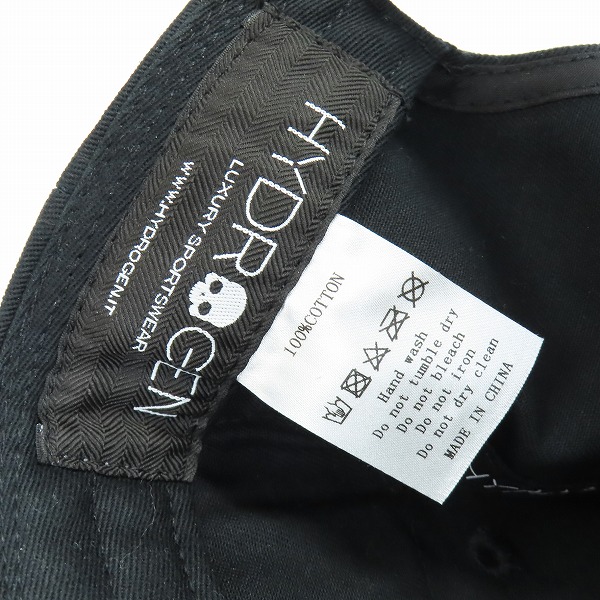 HYDROGEN
LUXURY SPORTSWEAR
WWW.HYDROGEN.IT
100%COTTON
Hand wash
Do not tumble dry
Do not bleach
Do not iron
Do not dry clean
MADE IN CHINA